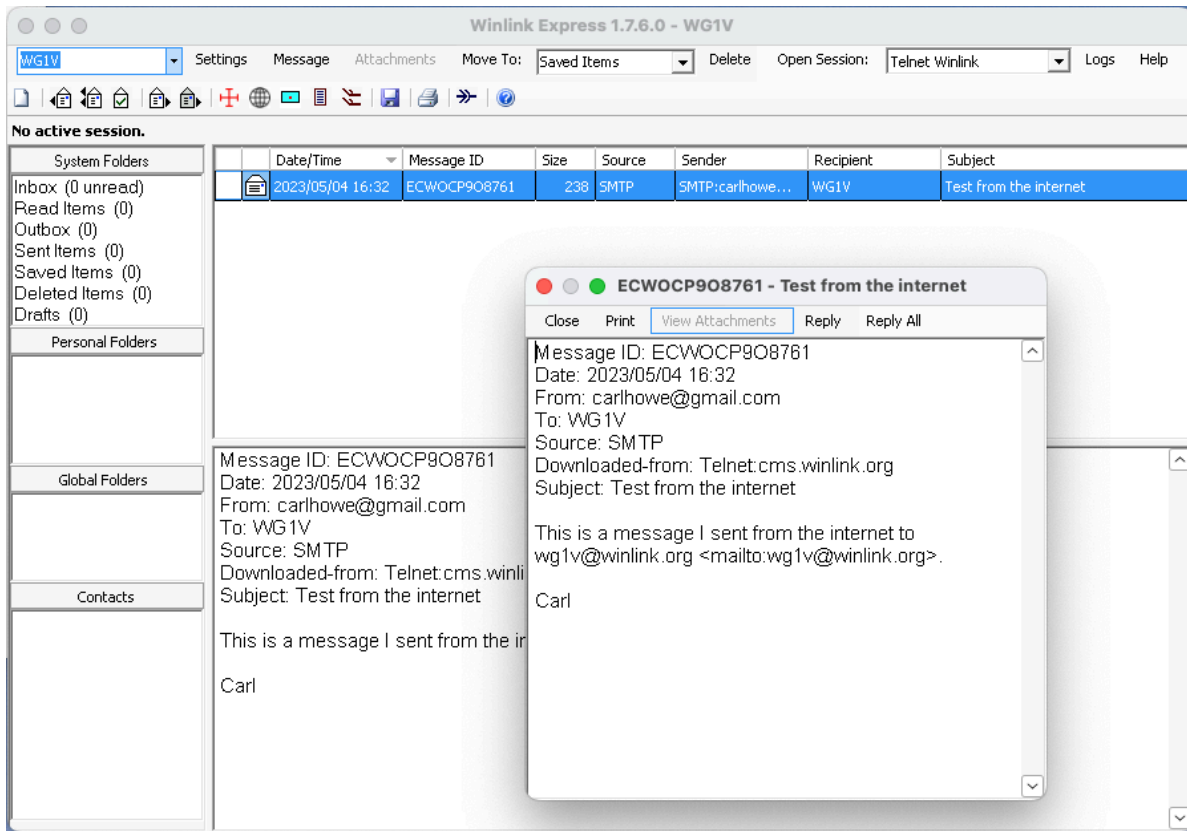 Winlink Express 1.7.6.0 - WG1V
WG1V Settings Message Attachments Move To: Saved Items Delete Open Session: Telnet Winlink Logs Help
No active session.
System Folders
Inbox (0 unread)
Read Items (0)
Outbox (0)
Sent Items (0)
Saved Items (0)
Deleted Items (0)
Drafts (0)
Personal Folders
Global Folders
Contacts
Date/Time Message ID Size Source Sender Recipient Subject
2023/05/04 16:32 ECWOCP9O8761 238 SMTP SMTP:carlhowe... WG1V Test from the internet
Message ID: ECWOCP9O8761
Date: 2023/05/04 16:32
From: carlhowe@gmail.com
To: WG1V
Source: SMTP
Downloaded-from: Telnet:cms.winli
Subject: Test from the internet
This is a message I sent from the ir
Carl
ECWOCP9O8761 - Test from the internet
Close Print View Attachments Reply Reply All
Message ID: ECWOCP9O8761
Date: 2023/05/04 16:32
From: carlhowe@gmail.com
To: WG1V
Source: SMTP
Downloaded-from: Telnet:cms.winlink.org
Subject: Test from the internet
This is a message I sent from the internet to
wg1v@winlink.org <mailto:wg1v@winlink.org>.
Carl